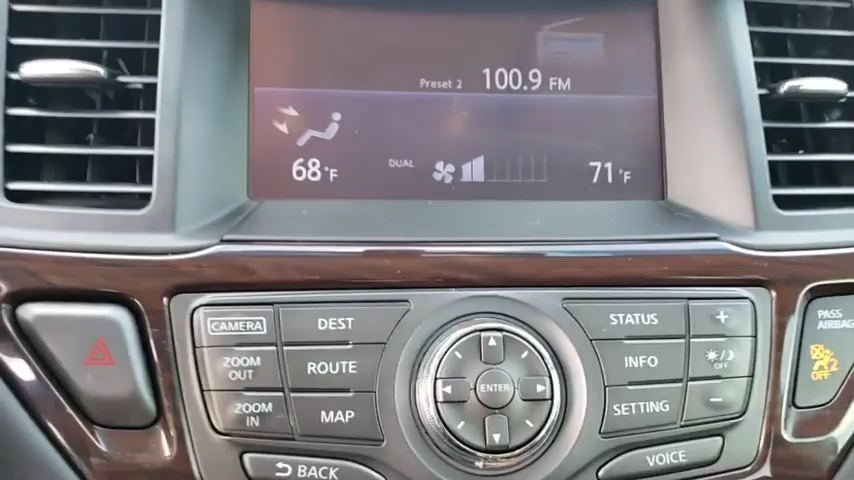 Preset 2 100.9 FM
68°F DUAL 71°F
CAMERA DEST STATUS +
ZOOM OUT ROUTE INFO OFF
ZOOM IN MAP ENTER SETTING −
BACK VOICE
PASS
AIRBAG
2
OFF